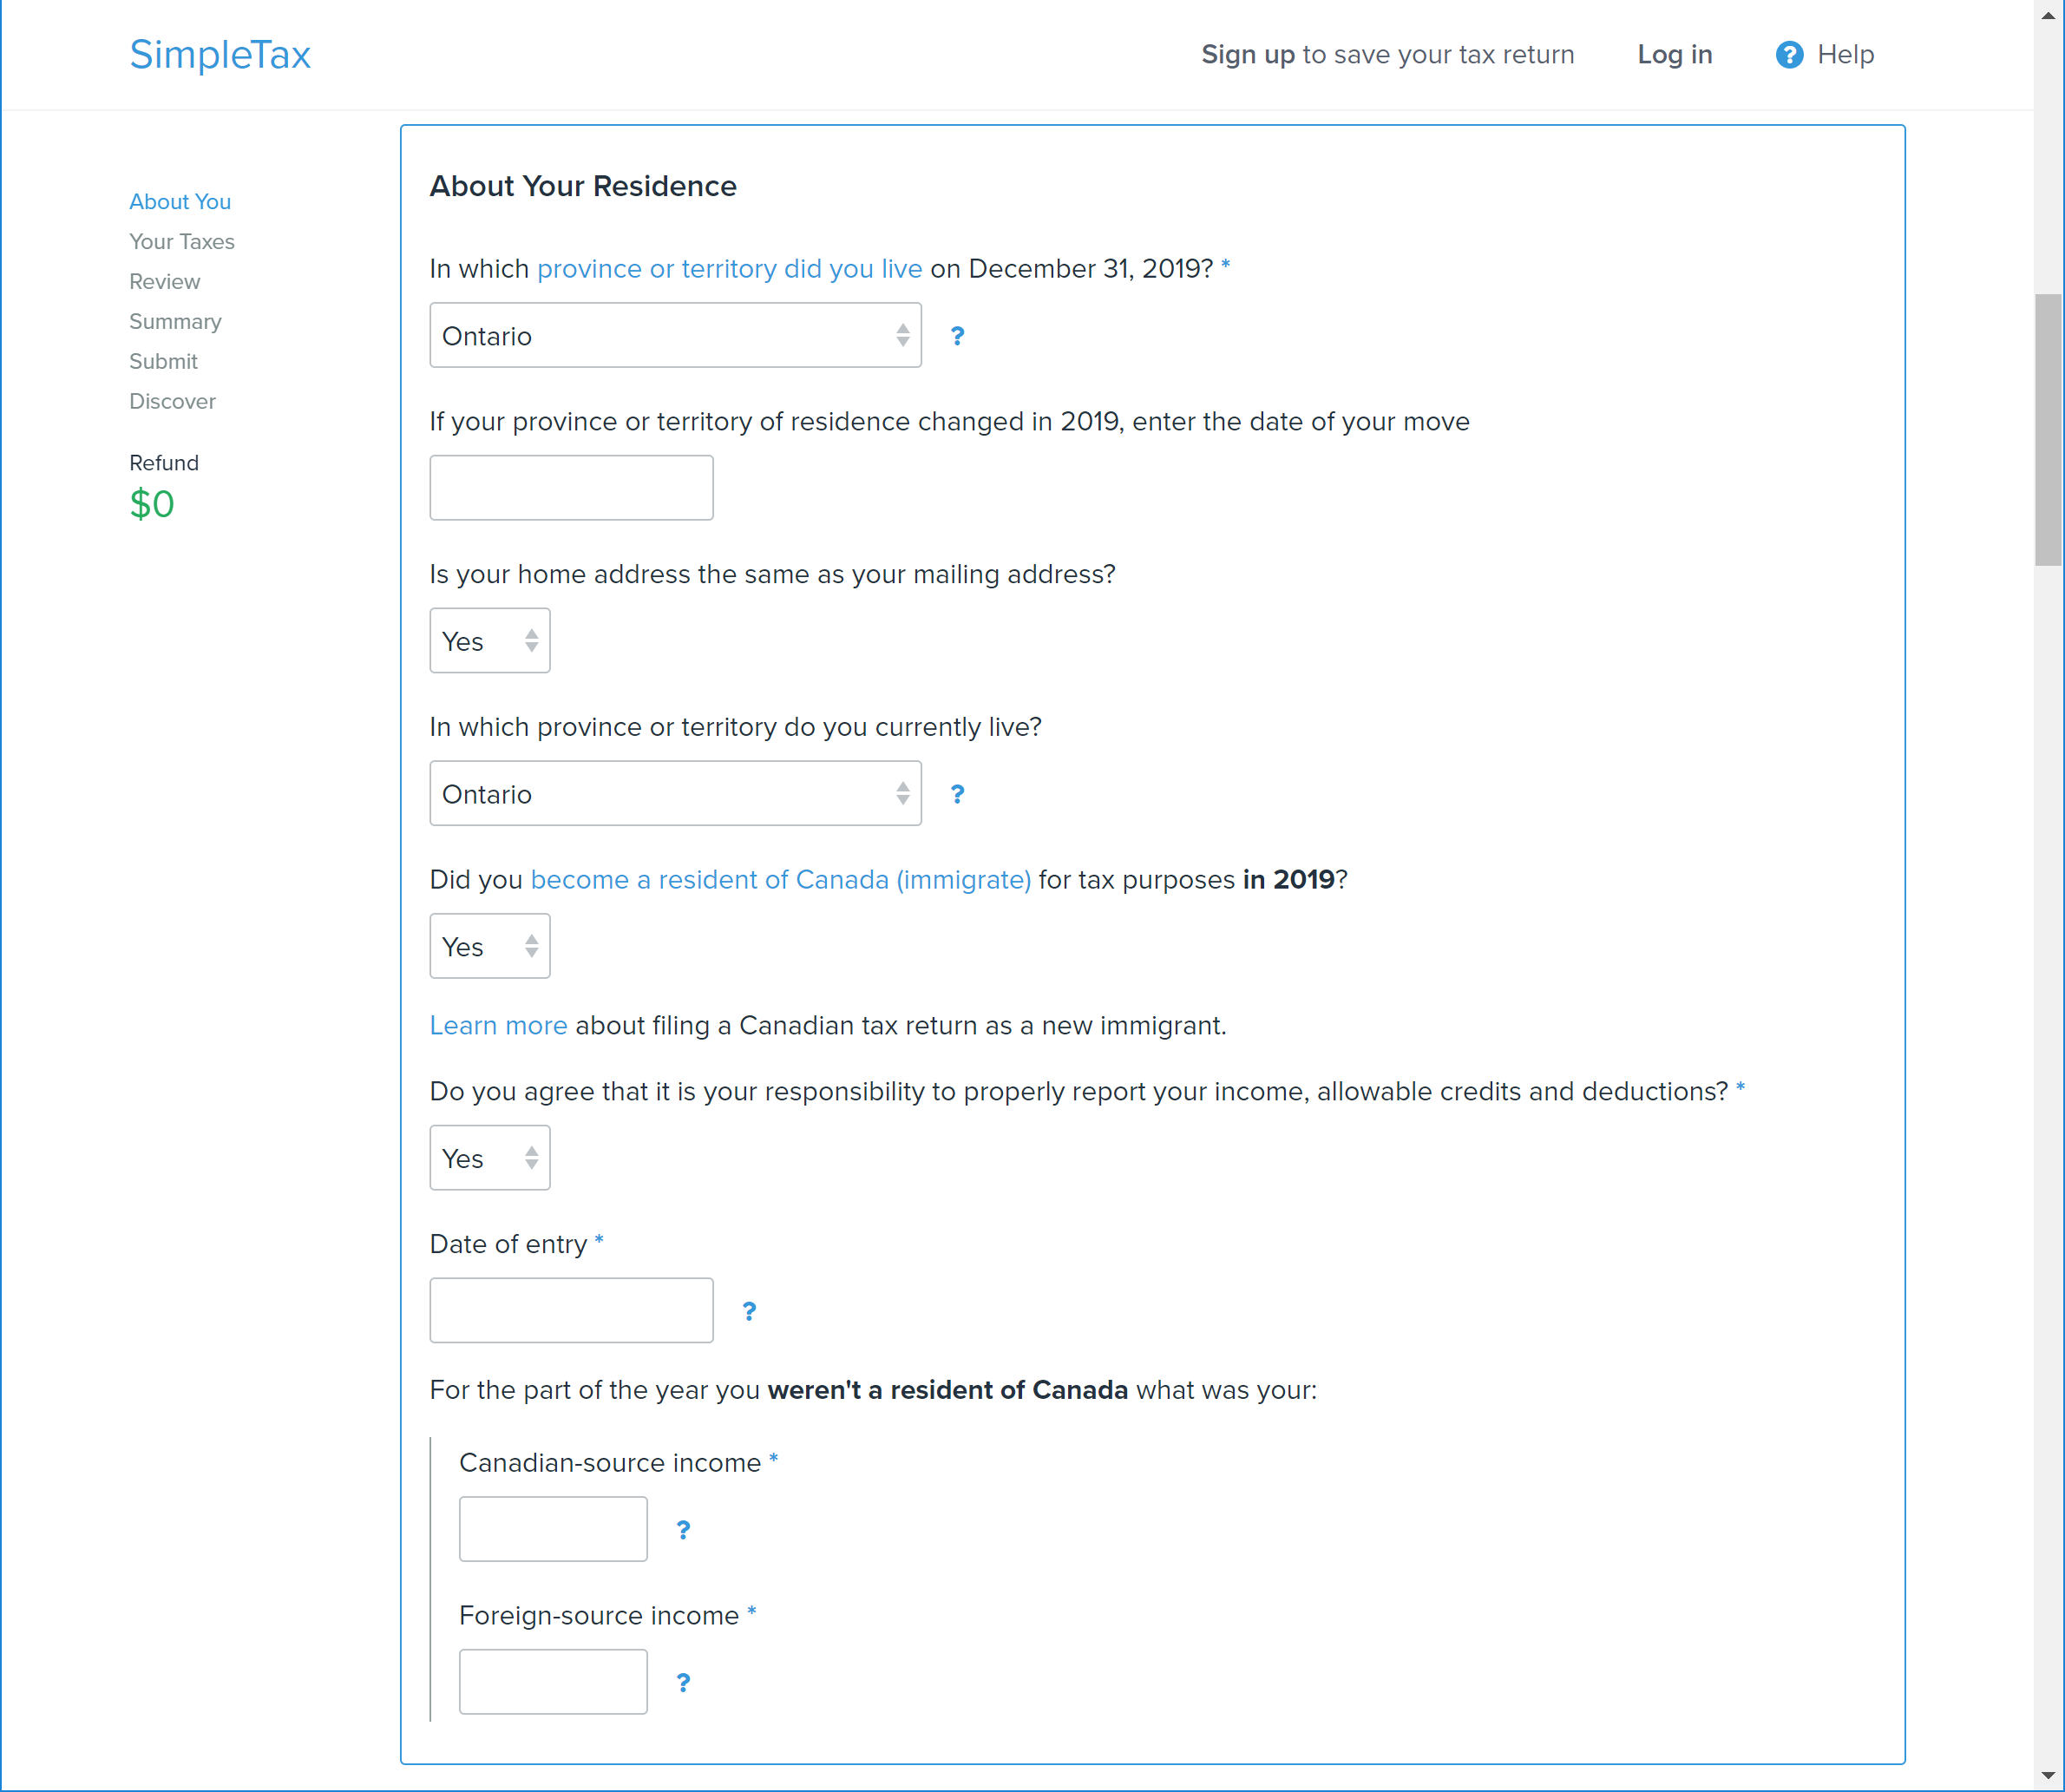 SimpleTax
Sign up to save your tax return
Log in
? Help
About You
Your Taxes
Review
Summary
Submit
Discover
Refund
$0
About Your Residence
In which province or territory did you live on December 31, 2019? *
Ontario
?
If your province or territory of residence changed in 2019, enter the date of your move
Is your home address the same as your mailing address?
Yes
In which province or territory do you currently live?
Ontario
?
Did you become a resident of Canada (immigrate) for tax purposes in 2019?
Yes
Learn more about filing a Canadian tax return as a new immigrant.
Do you agree that it is your responsibility to properly report your income, allowable credits and deductions? *
Yes
Date of entry *
?
For the part of the year you weren't a resident of Canada what was your:
Canadian-source income *
?
Foreign-source income *
?